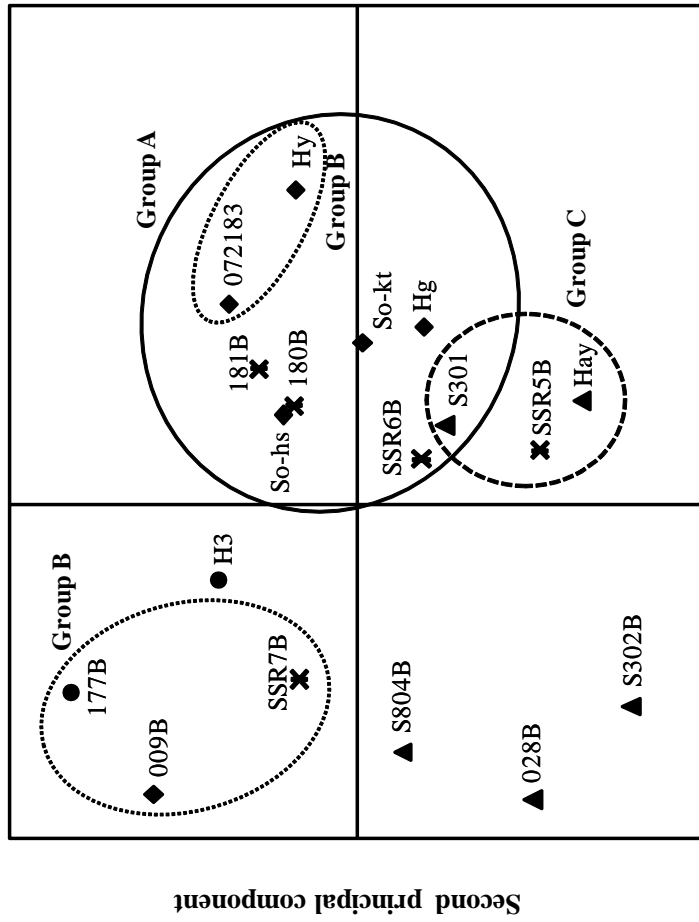 Group A
Group B
072183
Hy
Group B
181B
180B
So-hs
So-kt
Hg
Group C
S301
SSR6B
SSR5B
Hay
Group B
H3
177B
009B
SSR7B
S804B
028B
S302B
Second principal component